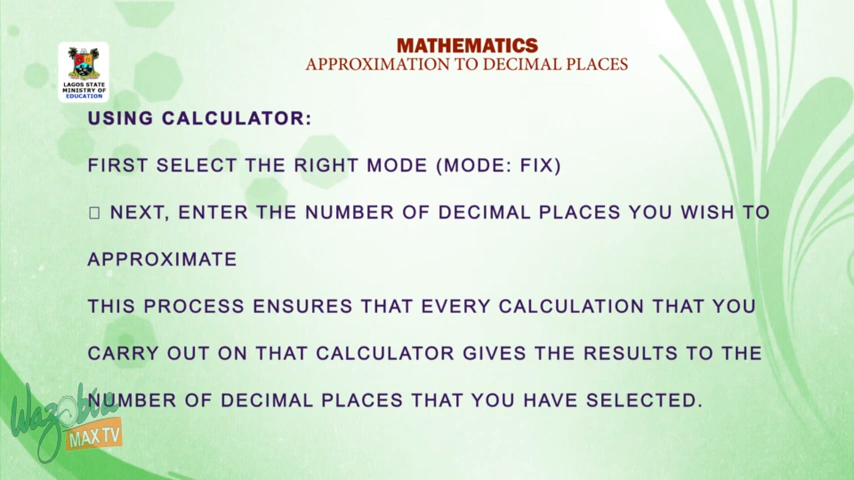 MATHEMATICS
APPROXIMATION TO DECIMAL PLACES
LAGOS STATE
MINISTRY OF
EDUCATION
USING CALCULATOR:
FIRST SELECT THE RIGHT MODE (MODE: FIX)
NEXT, ENTER THE NUMBER OF DECIMAL PLACES YOU WISH TO
APPROXIMATE
THIS PROCESS ENSURES THAT EVERY CALCULATION THAT YOU
CARRY OUT ON THAT CALCULATOR GIVES THE RESULTS TO THE
NUMBER OF DECIMAL PLACES THAT YOU HAVE SELECTED.
Wazobia
MAX TV